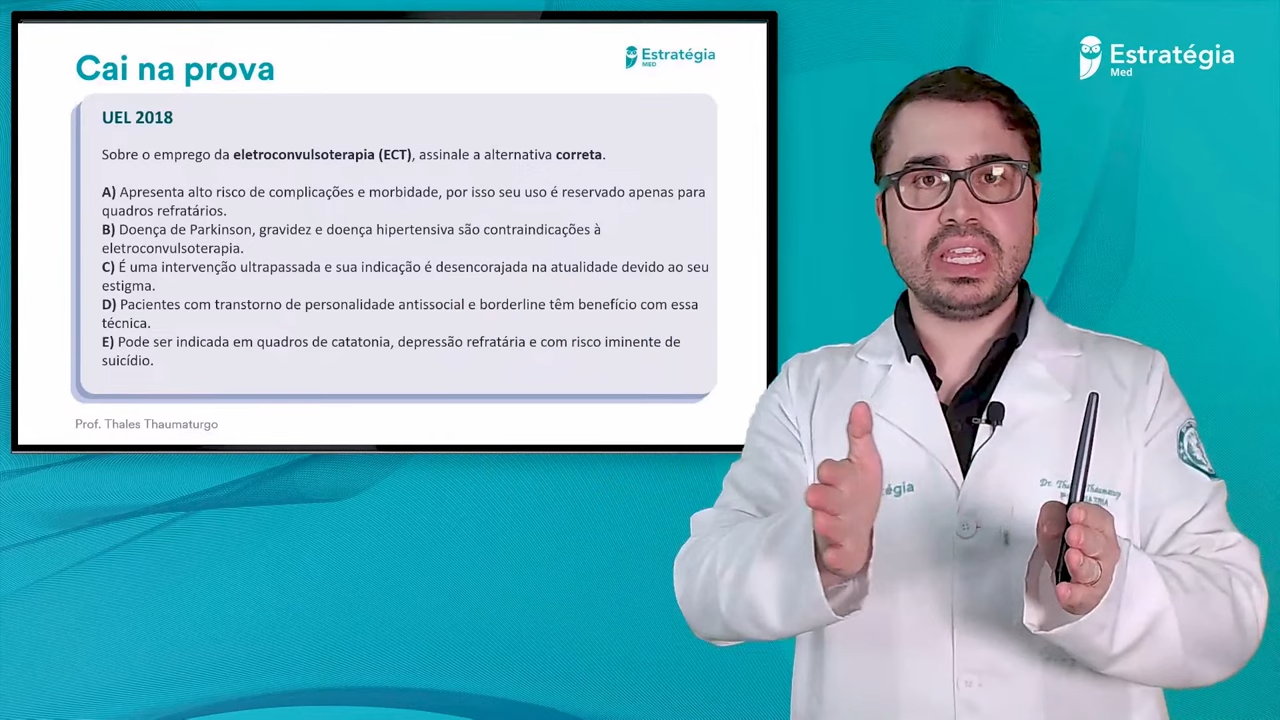 Cai na prova
Estratégia
MED
UEL 2018
Sobre o emprego da eletroconvulsoterapia (ECT), assinale a alternativa correta.
A) Apresenta alto risco de complicações e morbidade, por isso seu uso é reservado apenas para
quadros refratários.
B) Doença de Parkinson, gravidez e doença hipertensiva são contraindicações à
eletroconvulsoterapia.
C) É uma intervenção ultrapassada e sua indicação é desencorajada na atualidade devido ao seu
estigma.
D) Pacientes com transtorno de personalidade antissocial e borderline têm benefício com essa
técnica.
E) Pode ser indicada em quadros de catatonia, depressão refratária e com risco iminente de
suicídio.
Prof. Thales Thaumaturgo
Estratégia
Med
égia
Dr.